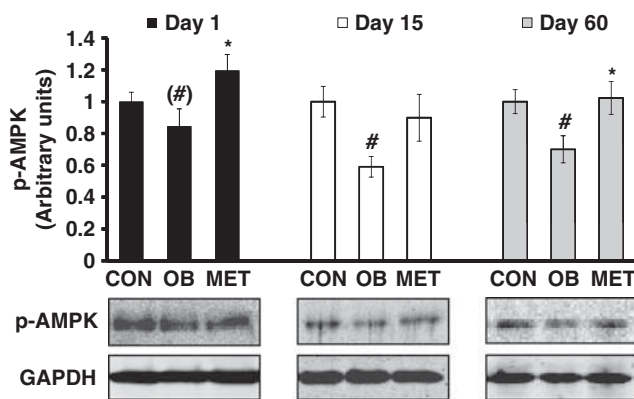 Day 1 Day 15 Day 60
p-AMPK
(Arbitrary units)
1.4
1.2
1
0.8
0.6
0.4
0.2
0
(#) * # # *
CON OB MET CON OB MET CON OB MET
p-AMPK
GAPDH